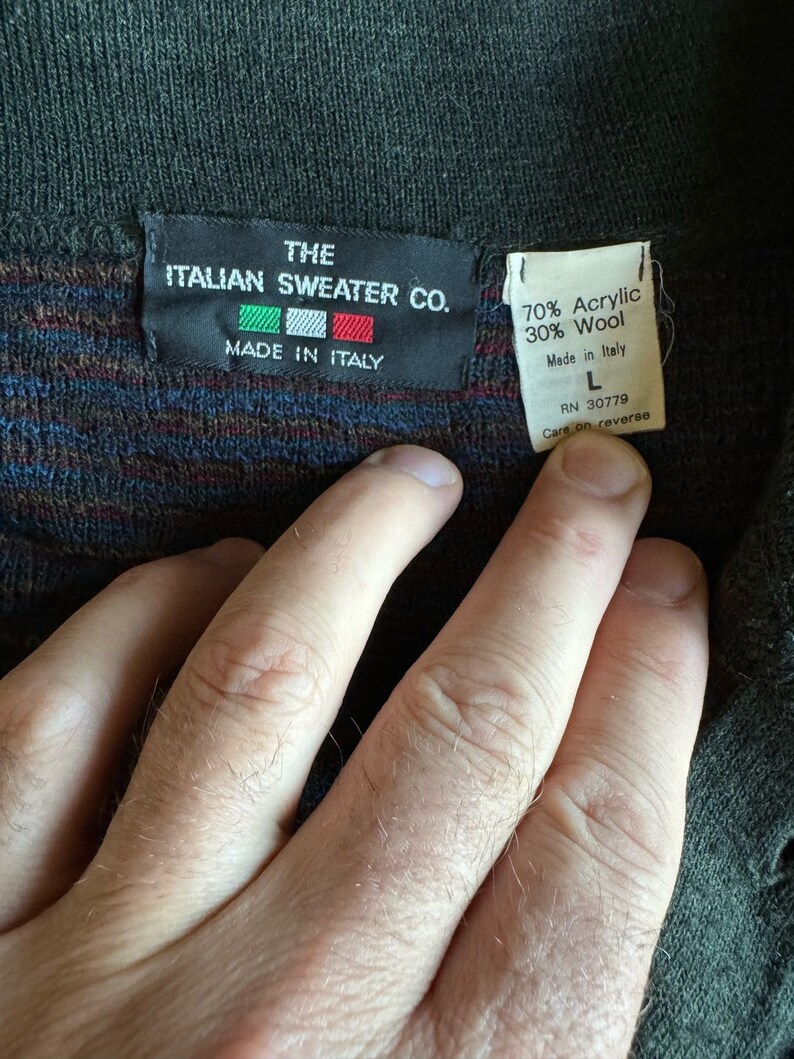 THE
ITALIAN SWEATER CO.
MADE IN ITALY
70% Acrylic
30% Wool
Made in Italy
L
RN 30779
Care on reverse